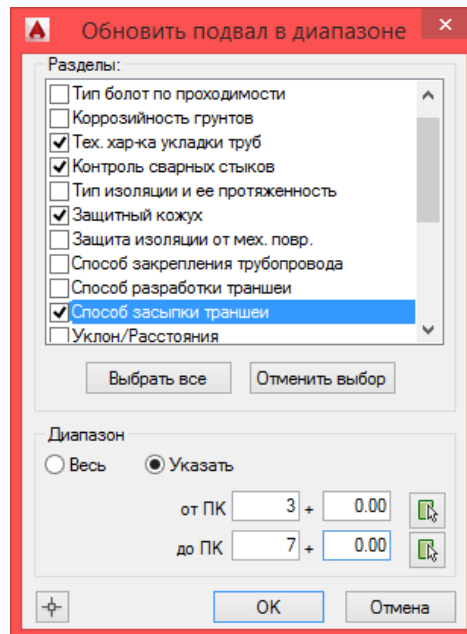 Обновить подвал в диапазоне
Разделы:
Тип болот по проходимости
Коррозийность грунтов
Тех. хар-ка укладки труб
Контроль сварных стыков
Тип изоляции и ее протяженность
Защитный кожух
Защита изоляции от мех. повр.
Способ закрепления трубопровода
Способ разработки траншеи
Способ засыпки траншеи
Уклон/Расстояния
Выбрать все Отменить выбор
Диапазон
Весь Указать
от ПК 3 + 0.00
до ПК 7 + 0.00
OK Отмена